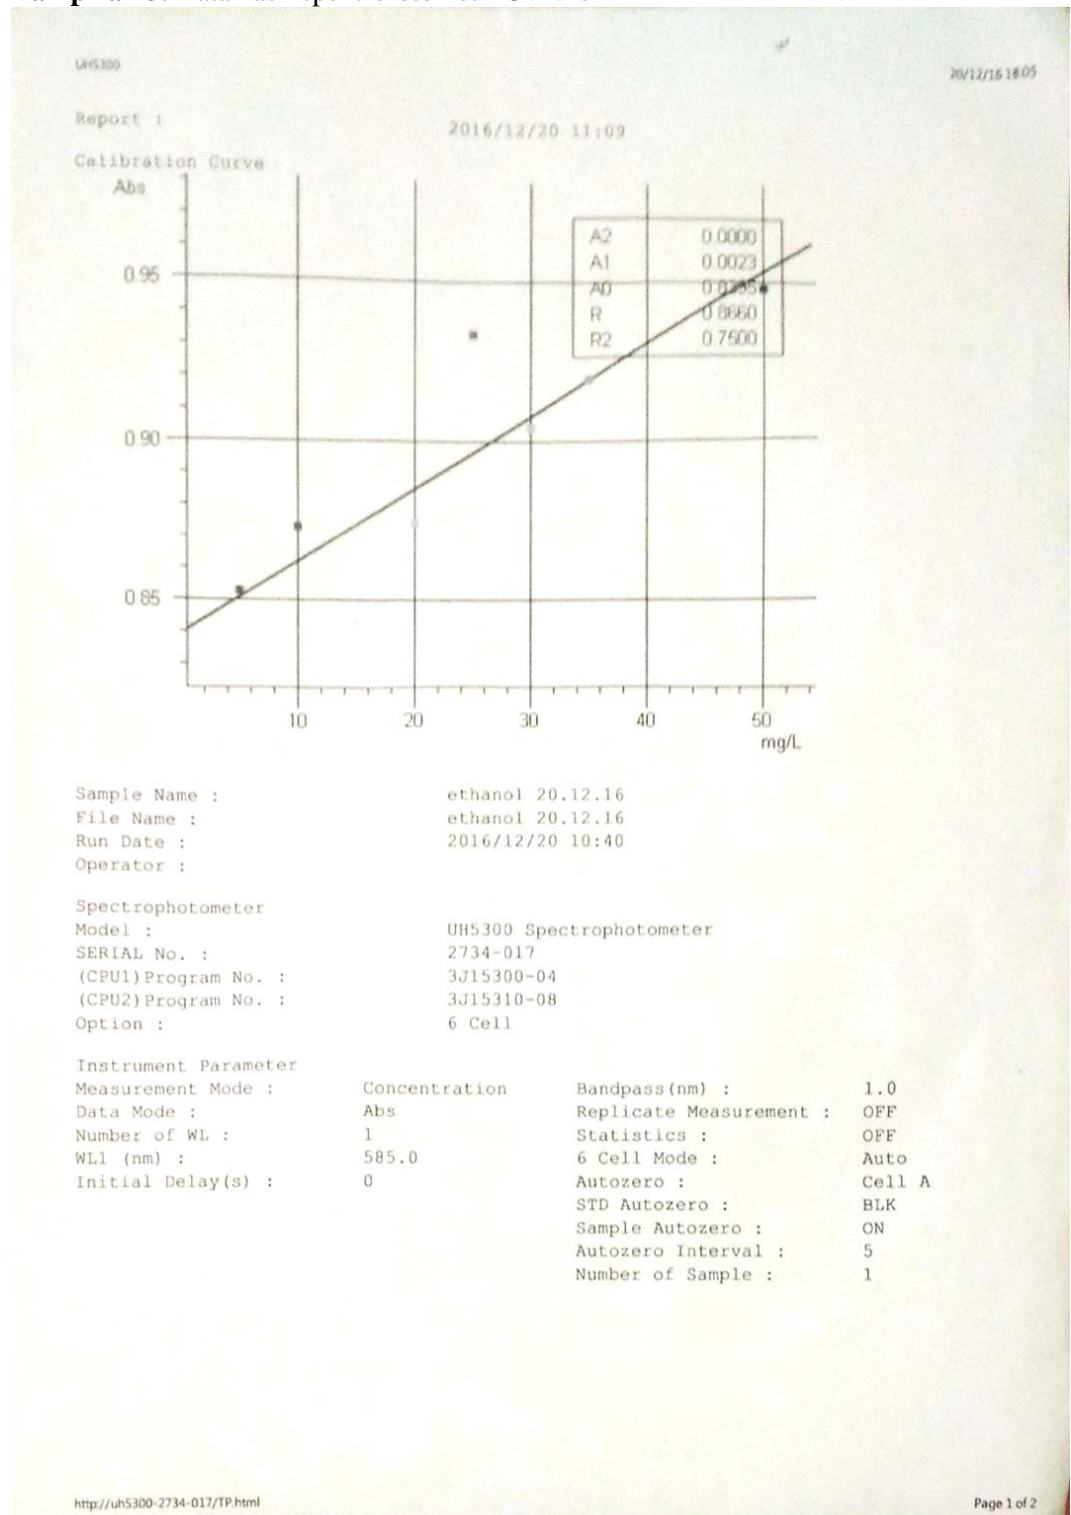 UH5300
20/12/16 18:05
Report :
2016/12/20 11:09
Calibration Curve
Abs
A2 0.0000
A1 0.0023
A0
R 0.8660
R2 0.7500
0.95
0.90
0.85
10 20 30 40 50
mg/L
Sample Name : ethanol 20.12.16
File Name : ethanol 20.12.16
Run Date : 2016/12/20 10:40
Operator :
Spectrophotometer
Model : UH5300 Spectrophotometer
SERIAL No. : 2734-017
(CPU1)Program No. : 3J15300-04
(CPU2)Program No. : 3J15310-08
Option : 6 Cell
Instrument Parameter
Measurement Mode : Concentration Bandpass(nm) : 1.0
Data Mode : Abs Replicate Measurement : OFF
Number of WL : 1 Statistics : OFF
WL1 (nm) : 585.0 6 Cell Mode : Auto
Initial Delay(s) : 0 Autozero : Cell A
STD Autozero : BLK
Sample Autozero : ON
Autozero Interval : 5
Number of Sample : 1
http://uh5300-2734-017/TP.html
Page 1 of 2